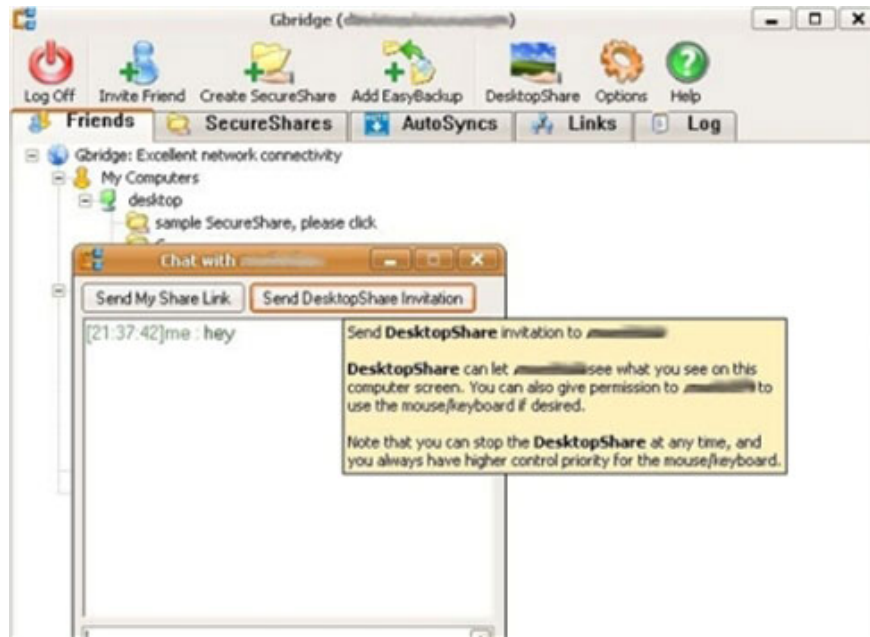 Gbridge (
Log Off Invite Friend Create SecureShare Add EasyBackup DesktopShare Options Help
Friends SecureShares AutoSyncs Links Log
Gbridge: Excellent network connectivity
My Computers
desktop
sample SecureShare, please click
Chat with
Send My Share Link Send DesktopShare Invitation
[21:37:42]me : hey
Send DesktopShare invitation to
DesktopShare can let see what you see on this
computer screen. You can also give permission to to
use the mouse/keyboard if desired.
Note that you can stop the DesktopShare at any time, and
you always have higher control priority for the mouse/keyboard.